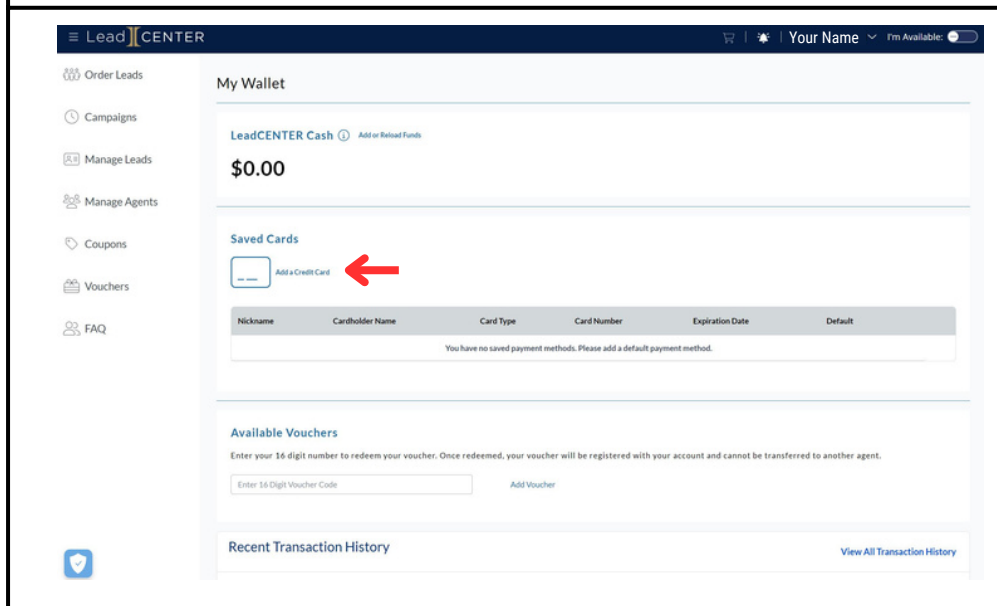 Lead CENTER
Your Name
I'm Available:
Order Leads
Campaigns
Manage Leads
Manage Agents
Coupons
Vouchers
FAQ
My Wallet
LeadCENTER Cash Add or Reload Funds
$0.00
Saved Cards
Add a Credit Card
Nickname Cardholder Name Card Type Card Number Expiration Date Default
You have no saved payment methods. Please add a default payment method.
Available Vouchers
Enter your 16 digit number to redeem your voucher. Once redeemed, your voucher will be registered with your account and cannot be transferred to another agent.
Enter 16 Digit Voucher Code Add Voucher
Recent Transaction History View All Transaction History